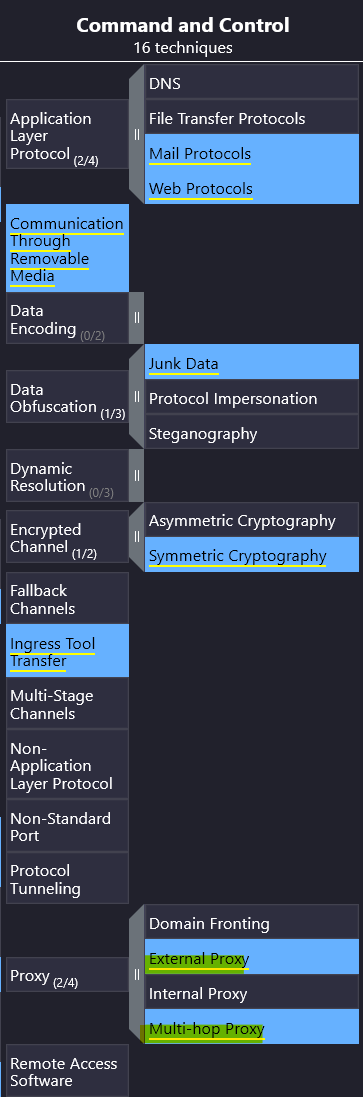 Command and Control
16 techniques
Application
Layer
Protocol (2/4)
DNS
File Transfer Protocols
Mail Protocols
Web Protocols
Communication
Through
Removable
Media
Data
Encoding (0/2)
Data
Obfuscation (1/3)
Junk Data
Protocol Impersonation
Steganography
Dynamic
Resolution (0/3)
Encrypted
Channel (1/2)
Asymmetric Cryptography
Symmetric Cryptography
Fallback
Channels
Ingress Tool
Transfer
Multi-Stage
Channels
Non-
Application
Layer Protocol
Non-Standard
Port
Protocol
Tunneling
Proxy (2/4)
Domain Fronting
External Proxy
Internal Proxy
Multi-hop Proxy
Remote Access
Software